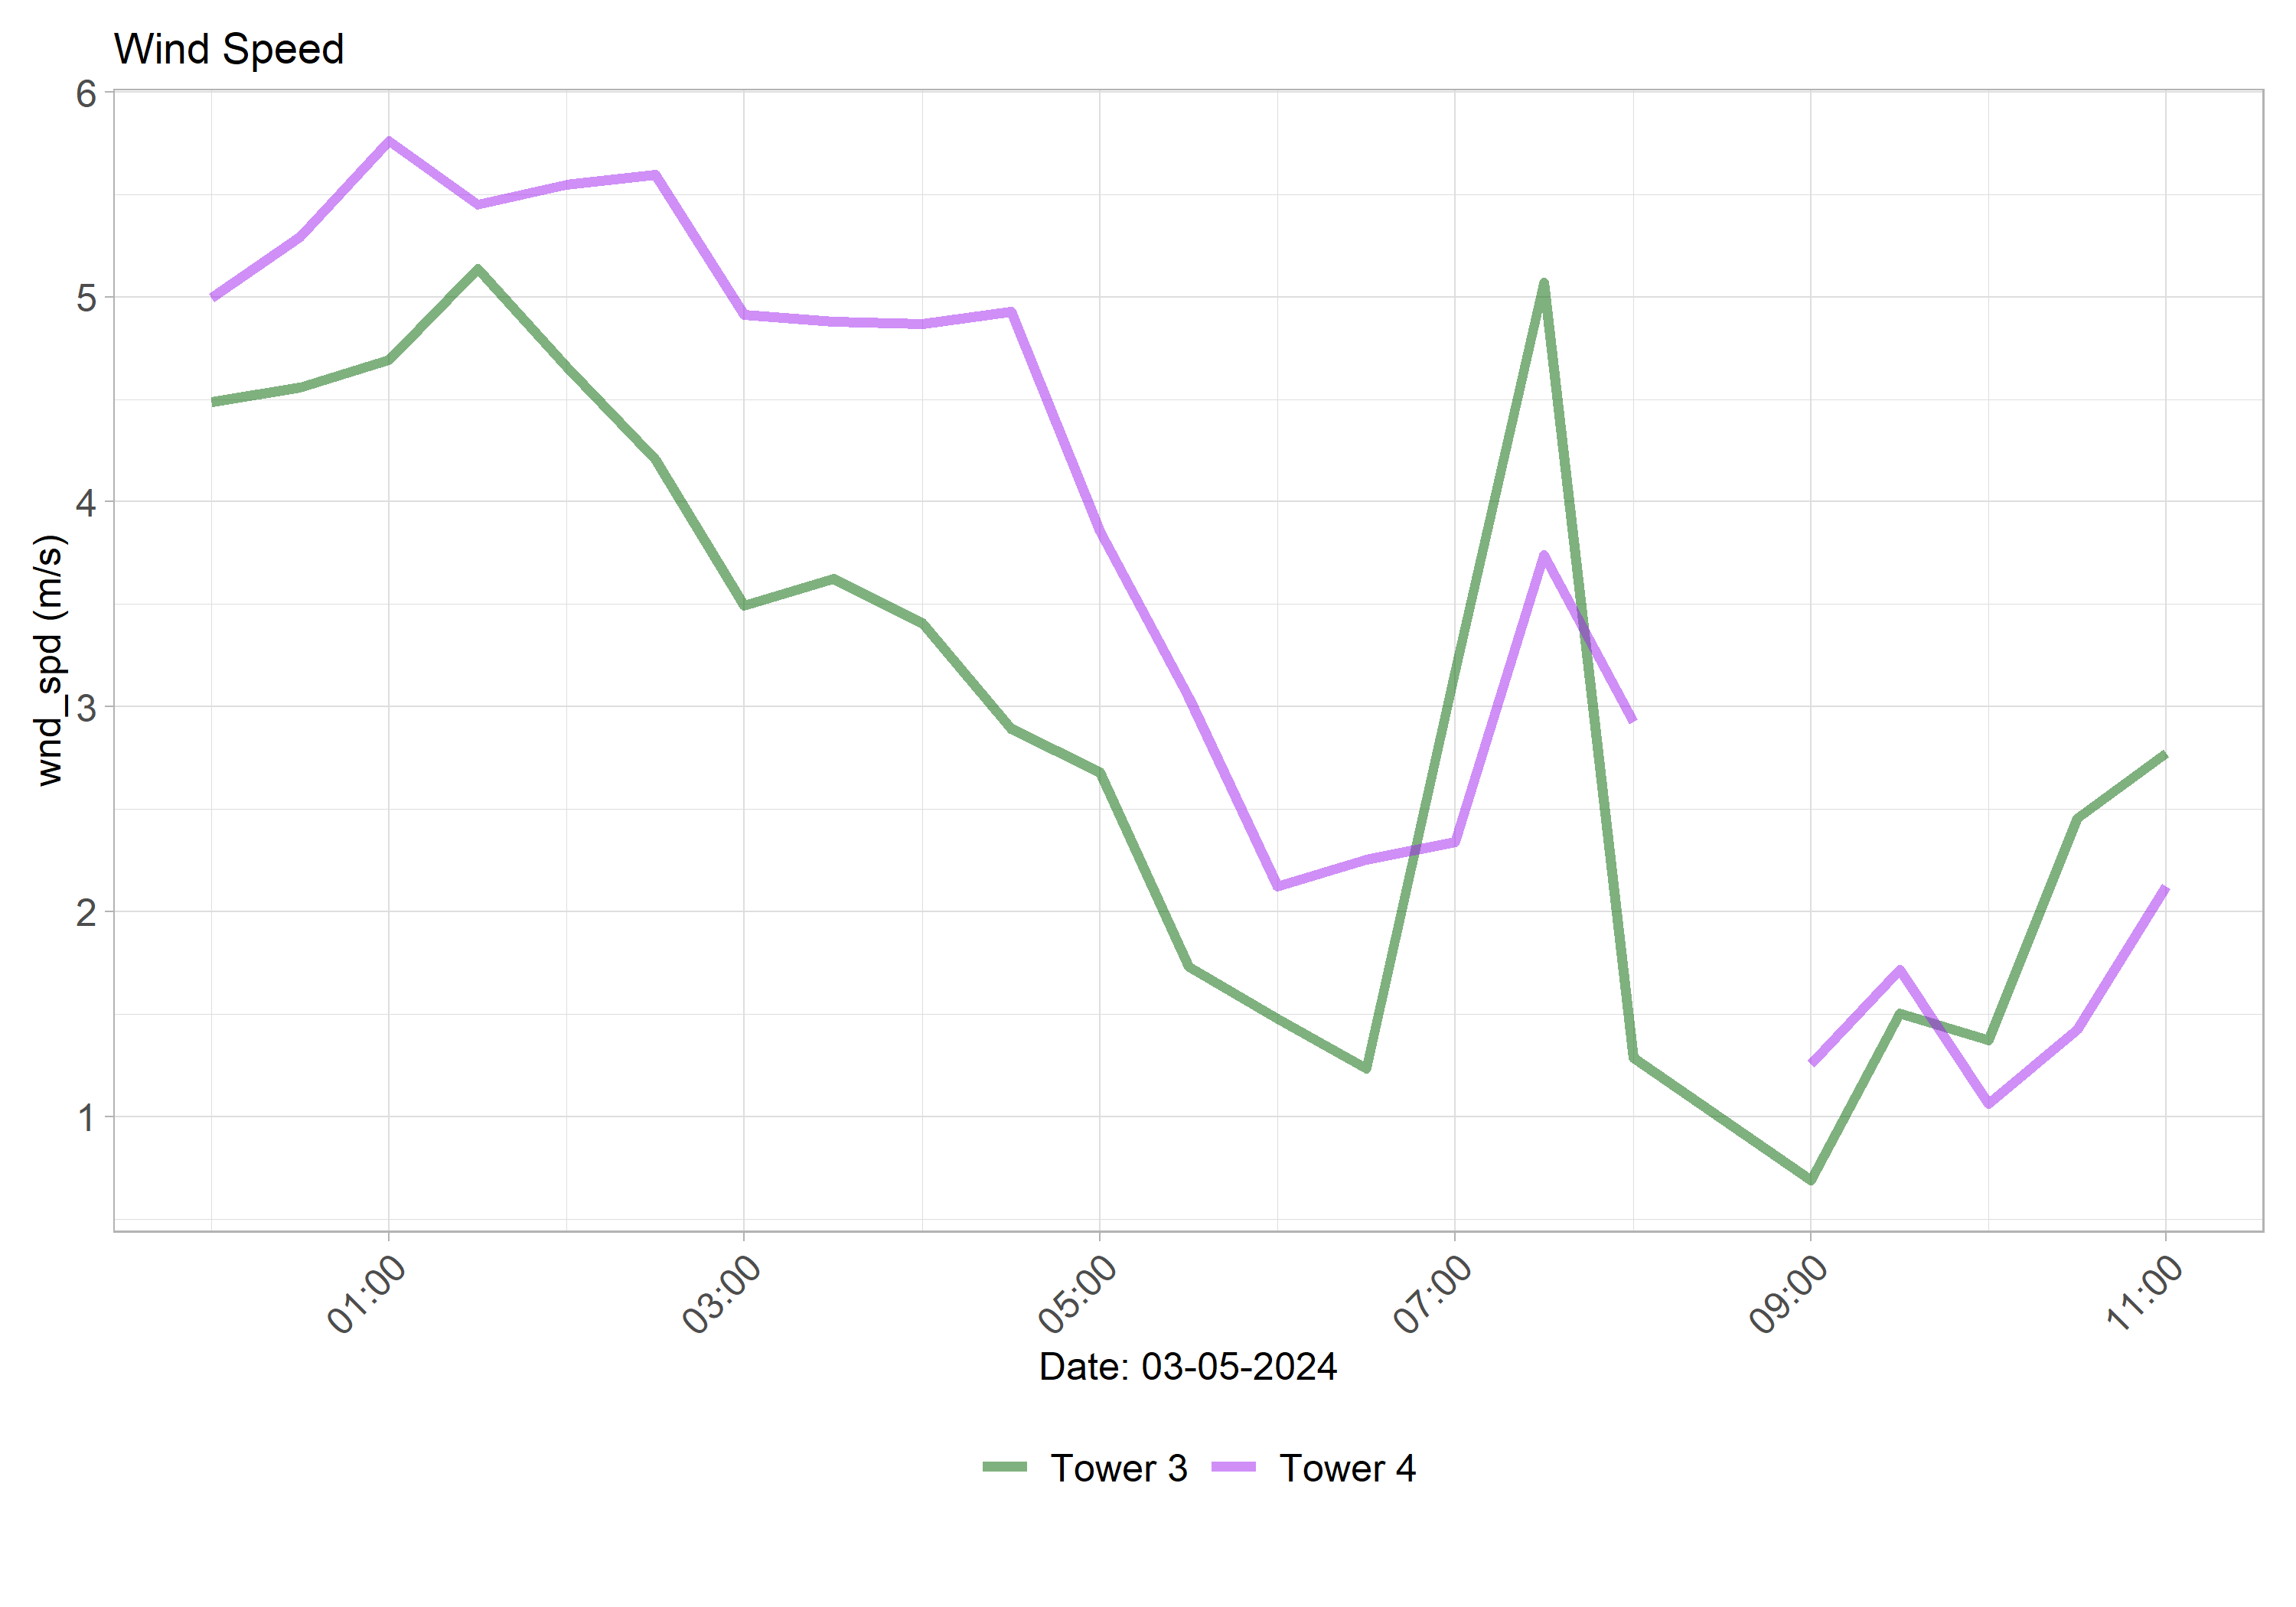 Wind Speed
6
5
4
3
2
1
wnd_spd (m/s)
01:00
03:00
05:00
07:00
09:00
11:00
Date: 03-05-2024
Tower 3
Tower 4